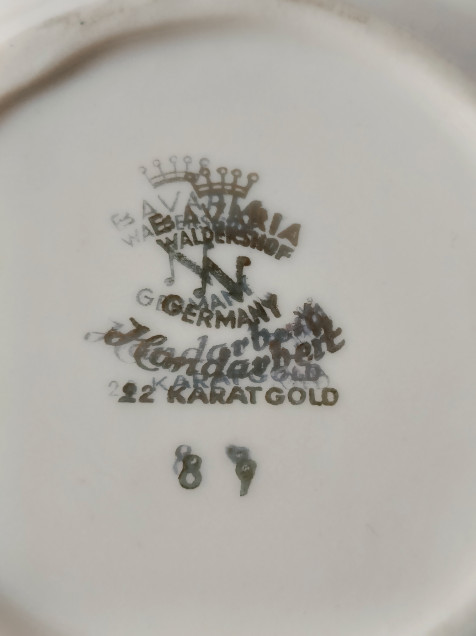 BAVARIA
WALDERSHOF
N
GERMANY
Handarbeit
22 KARAT GOLD
8 9